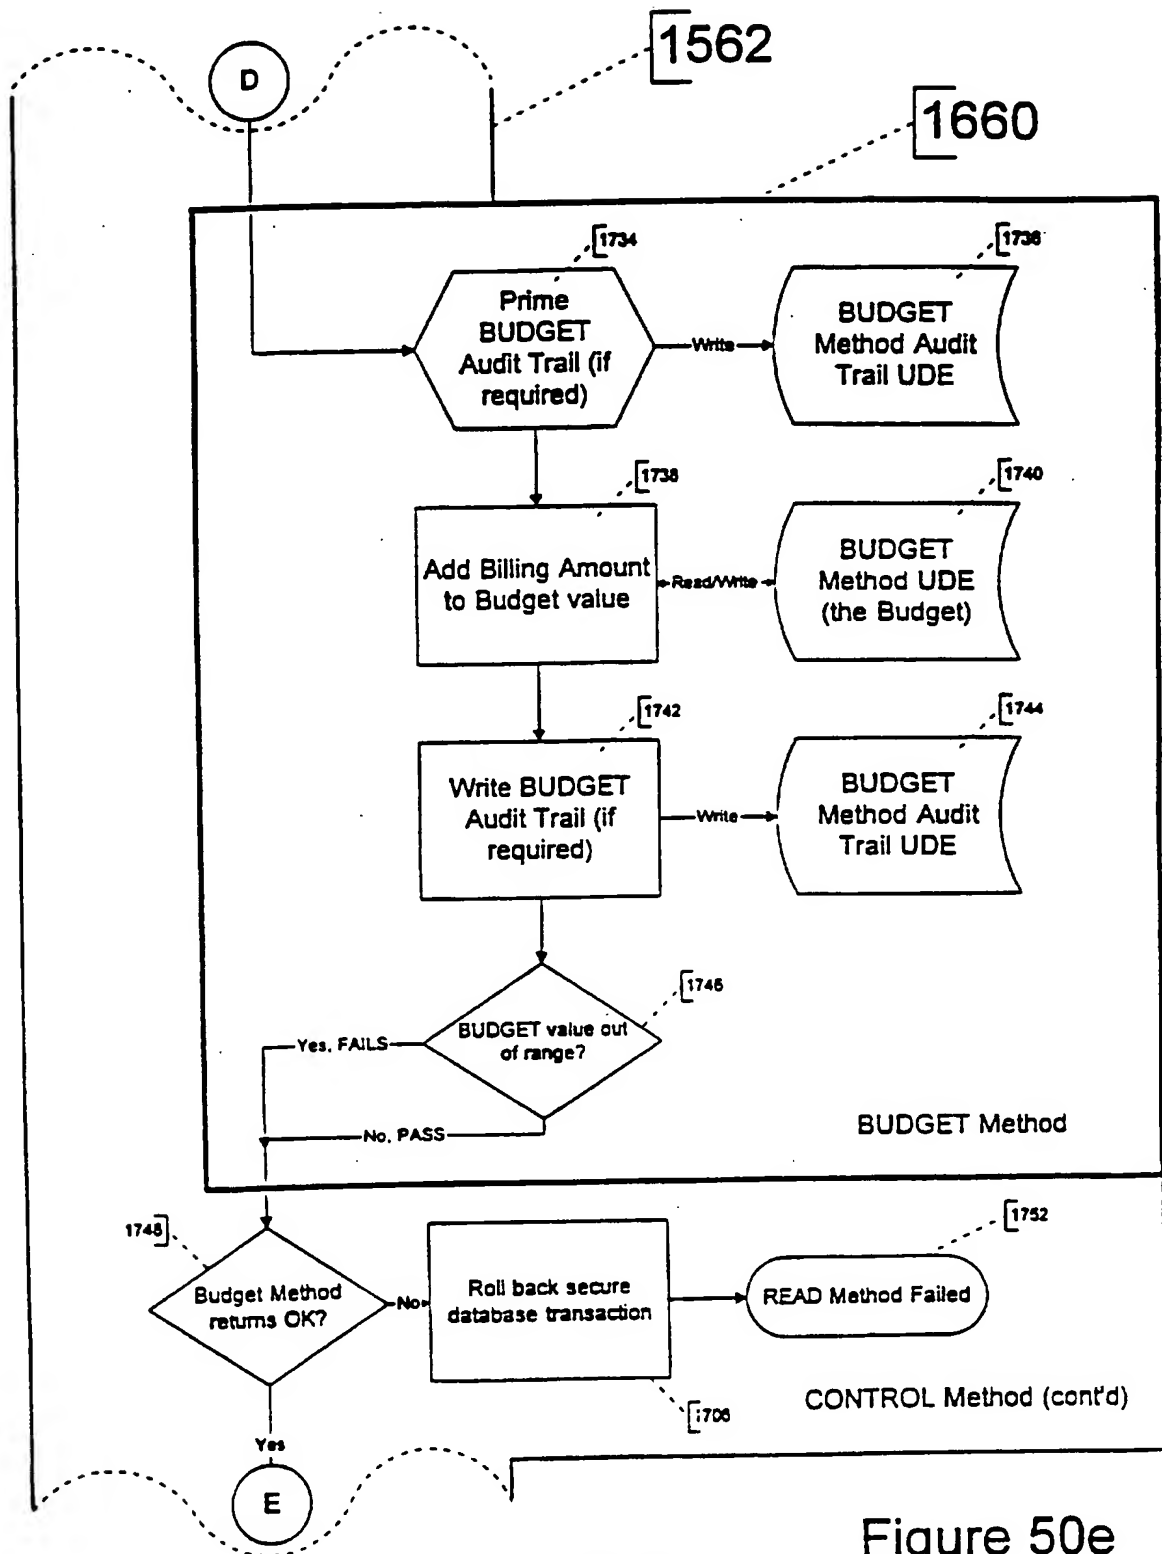 1562
D
1660
1734
1736
Prime
BUDGET
Audit Trail (if
required)
Write
BUDGET
Method Audit
Trail UDE
1738
1740
Add Billing Amount
to Budget value
Read/Write
BUDGET
Method UDE
(the Budget)
1742
1744
Write BUDGET
Audit Trail (if
required)
Write
BUDGET
Method Audit
Trail UDE
1746
BUDGET value out
of range?
Yes, FAILS
No, PASS
BUDGET Method
1748
1752
Budget Method
returns OK?
No
Roll back secure
database transaction
READ Method Failed
1706
CONTROL Method (cont'd)
Yes
E
Figure 50e